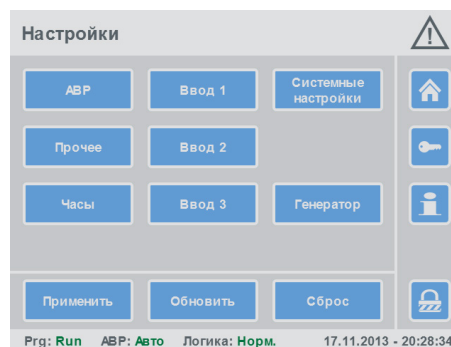 Настройки
АВР
Ввод 1
Системные
настройки
Прочее
Ввод 2
Часы
Ввод 3
Генератор
Применить
Обновить
Сброс
Prg: Run АВР: Авто Логика: Норм. 17.11.2013 - 20:28:34